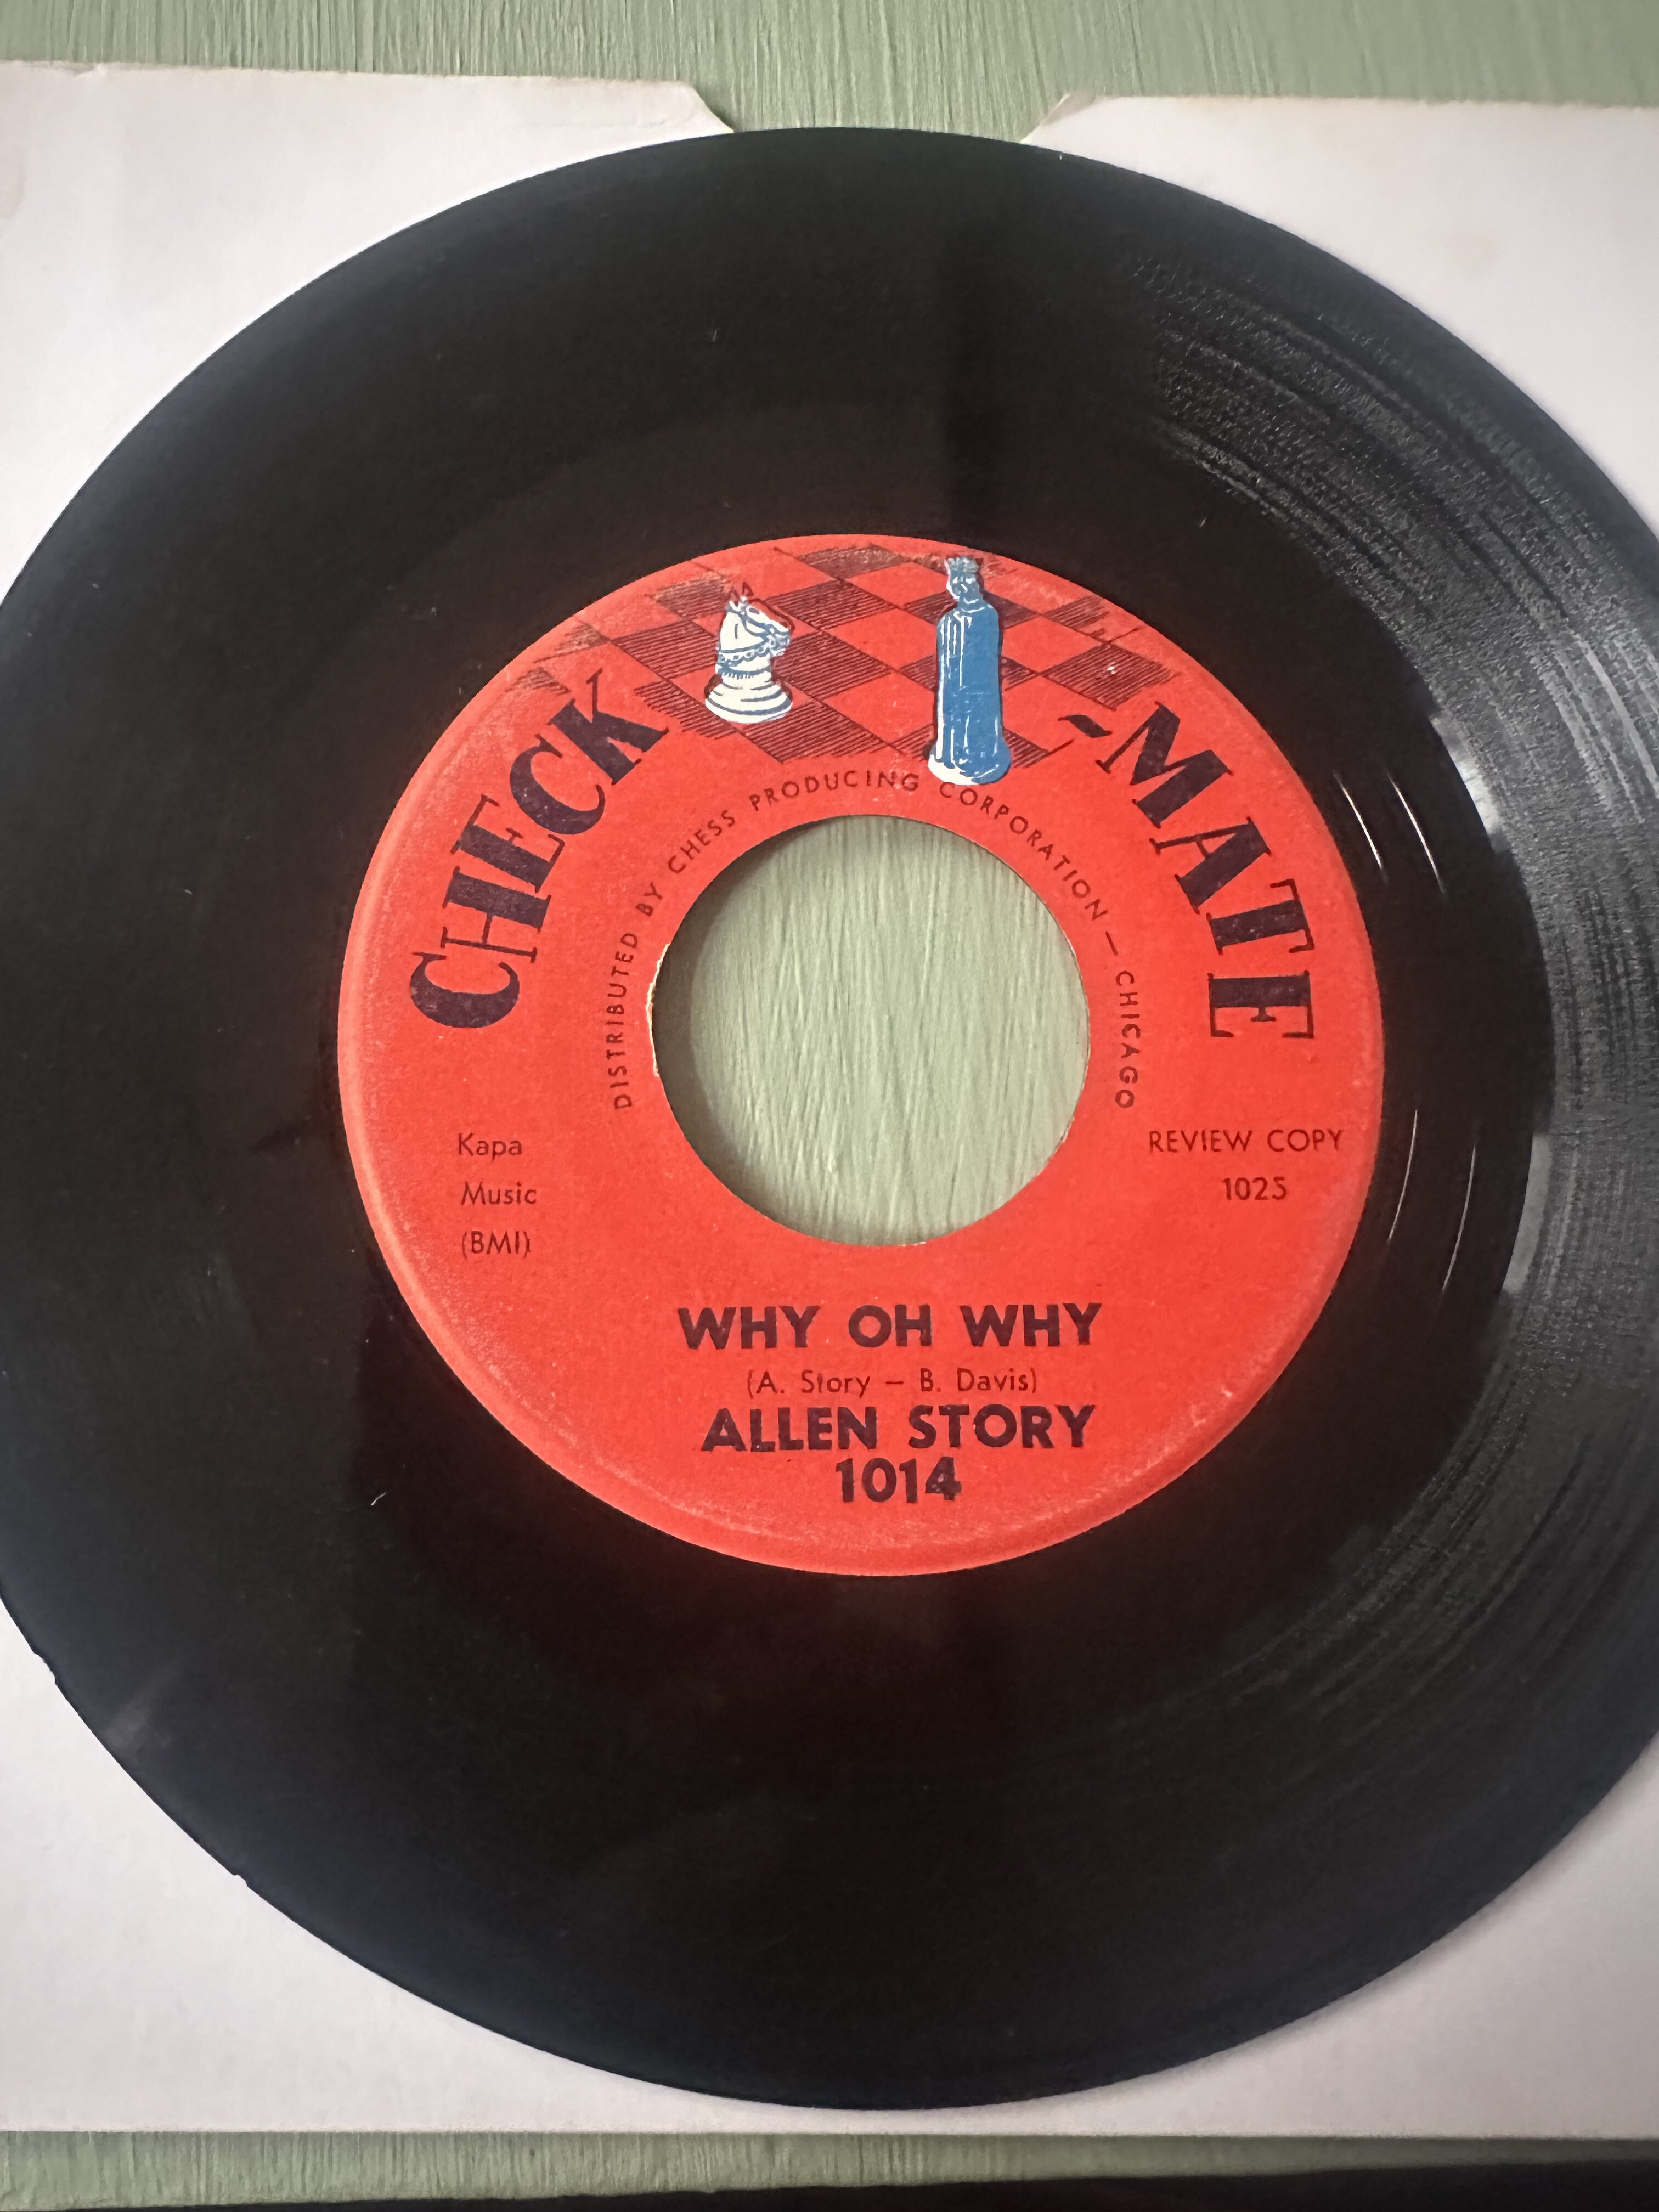 CHECK -MATE
DISTRIBUTED BY CHESS PRODUCING CORPORATION — CHICAGO
Kapa
Music
(BMI)
REVIEW COPY
1025
WHY OH WHY
(A. Story — B. Davis)
ALLEN STORY
1014